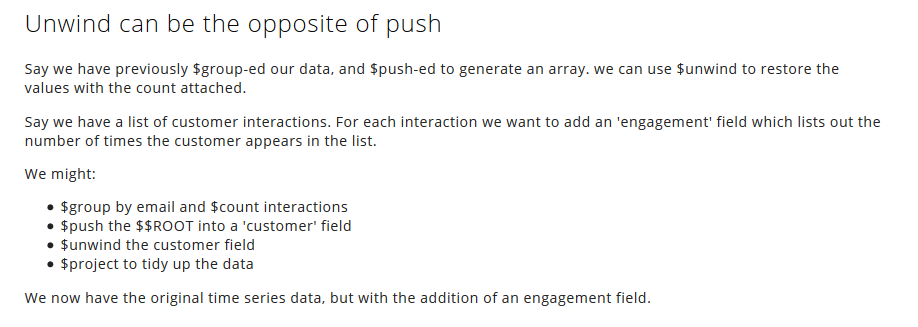 Unwind can be the opposite of push
Say we have previously $group-ed our data, and $push-ed to generate an array. we can use $unwind to restore the
values with the count attached.
Say we have a list of customer interactions. For each interaction we want to add an 'engagement' field which lists out the
number of times the customer appears in the list.
We might:
• $group by email and $count interactions
• $push the $$ROOT into a 'customer' field
• $unwind the customer field
• $project to tidy up the data
We now have the original time series data, but with the addition of an engagement field.